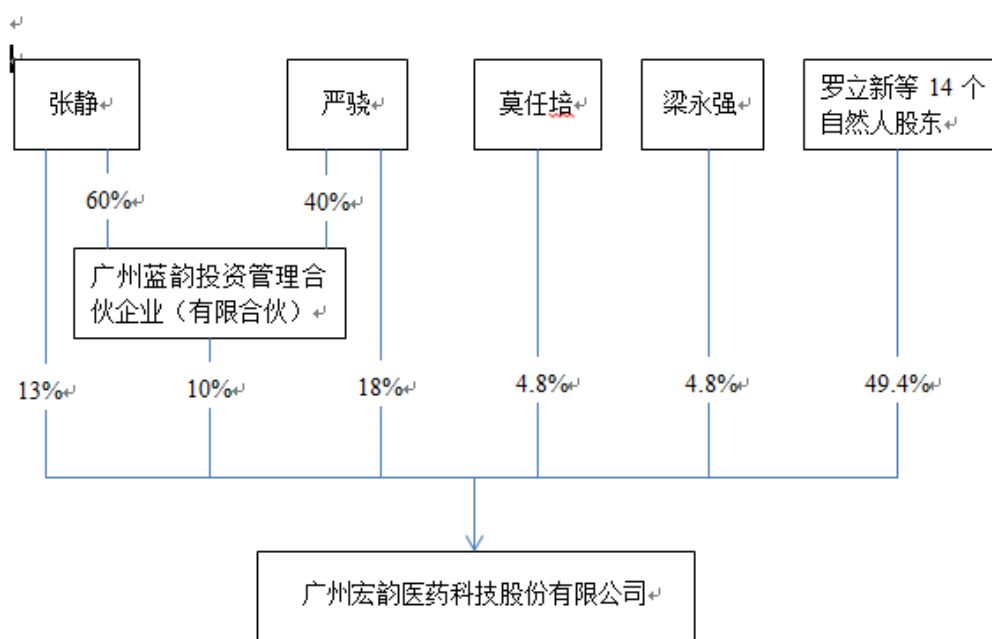 张静
严骁
莫任培
梁永强
罗立新等 14 个
自然人股东
60%
40%
广州蓝韵投资管理合
伙企业（有限合伙）
13%
10%
18%
4.8%
4.8%
49.4%
广州宏韵医药科技股份有限公司